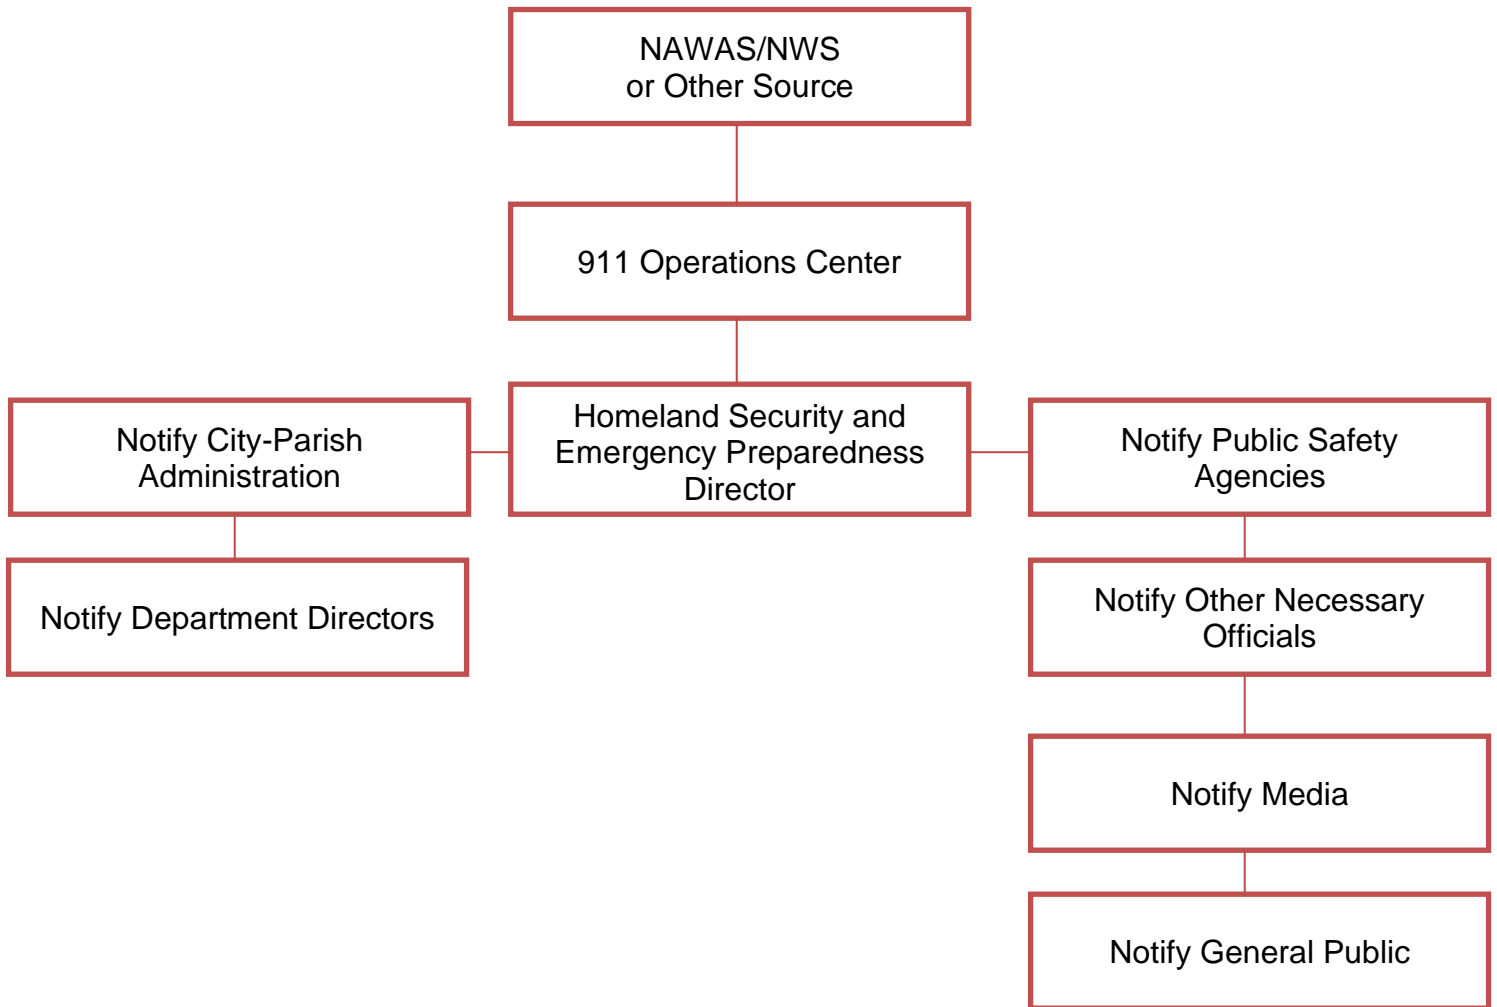 NAWAS/NWS
or Other Source
911 Operations Center
Homeland Security and
Emergency Preparedness
Director
Notify City-Parish
Administration
Notify Public Safety
Agencies
Notify Department Directors
Notify Other Necessary
Officials
Notify Media
Notify General Public